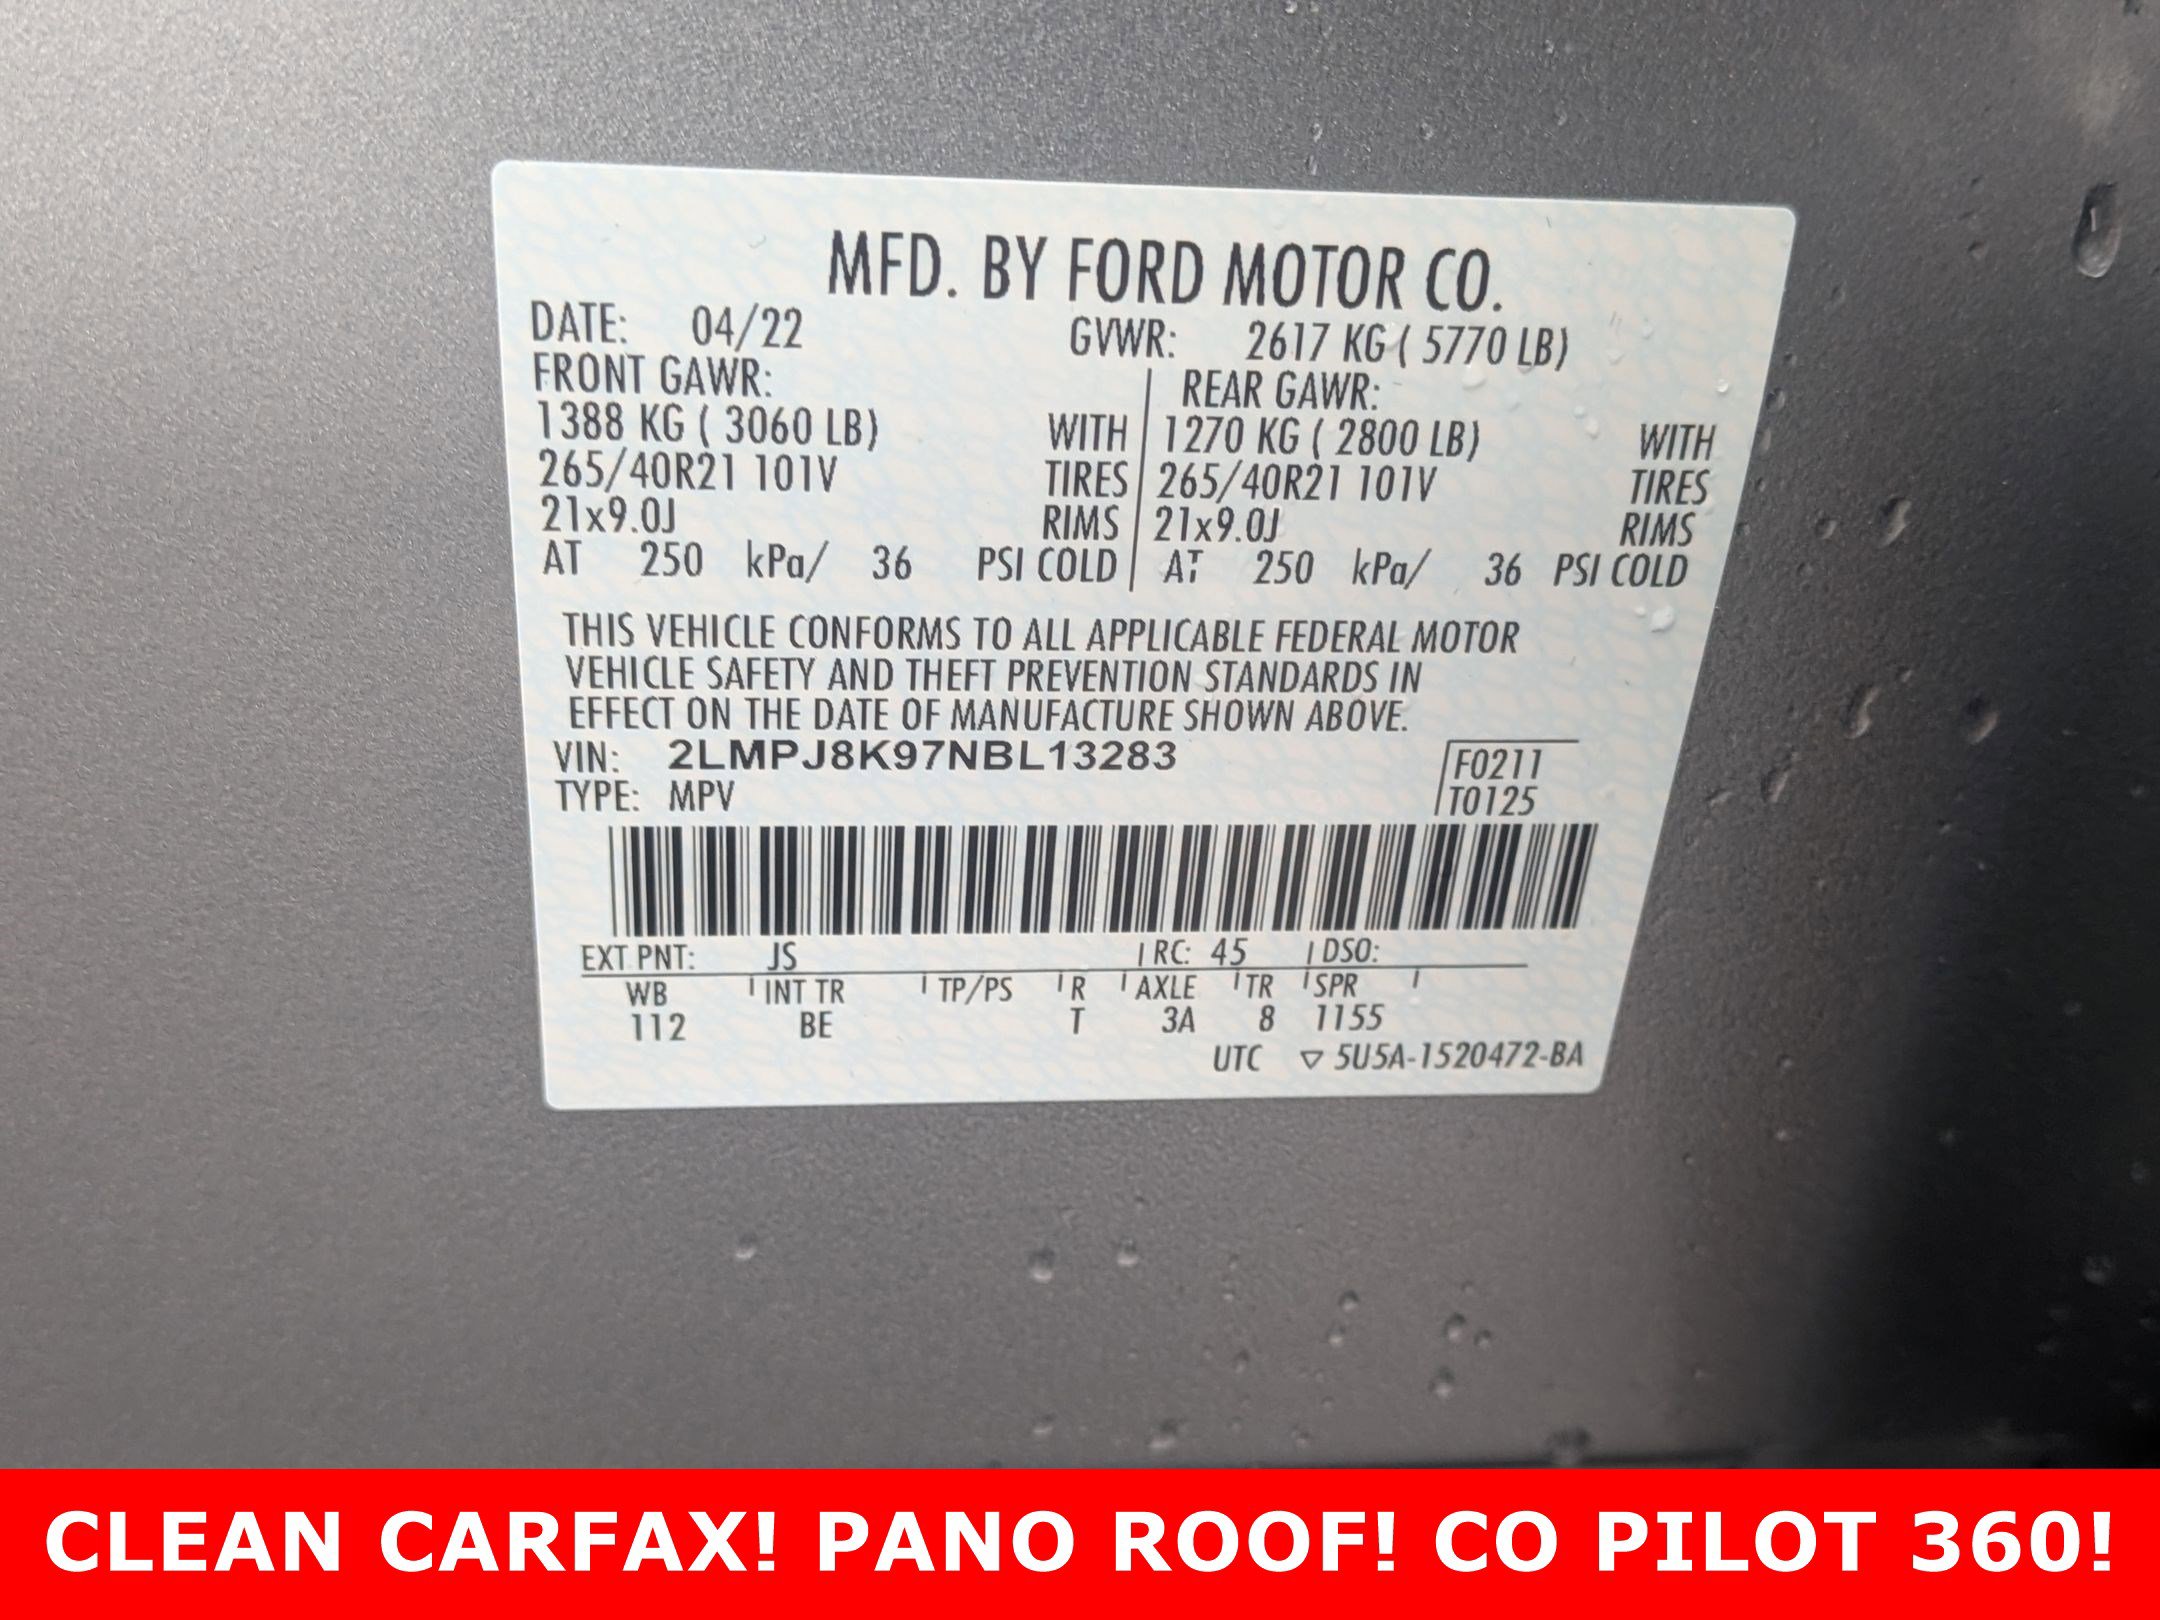 MFD. BY FORD MOTOR CO.
DATE: 04/22 GVWR: 2617 KG ( 5770 LB)
FRONT GAWR: REAR GAWR:
1388 KG ( 3060 LB) WITH 1270 KG ( 2800 LB) WITH
265/40R21 101V TIRES 265/40R21 101V TIRES
21x9.0J RIMS 21x9.0J RIMS
AT 250 kPa/ 36 PSI COLD AT 250 kPa/ 36 PSI COLD
THIS VEHICLE CONFORMS TO ALL APPLICABLE FEDERAL MOTOR
VEHICLE SAFETY AND THEFT PREVENTION STANDARDS IN
EFFECT ON THE DATE OF MANUFACTURE SHOWN ABOVE.
VIN: 2LMPJ8K97NBL13283 F0211
TYPE: MPV T0125
EXT PNT: JS RC: 45 DSO:
WB INT TR TP/PS R AXLE TR SPR
112 BE T 3A 8 1155
UTC ▽ 5U5A-1520472-BA
CLEAN CARFAX! PANO ROOF! CO PILOT 360!